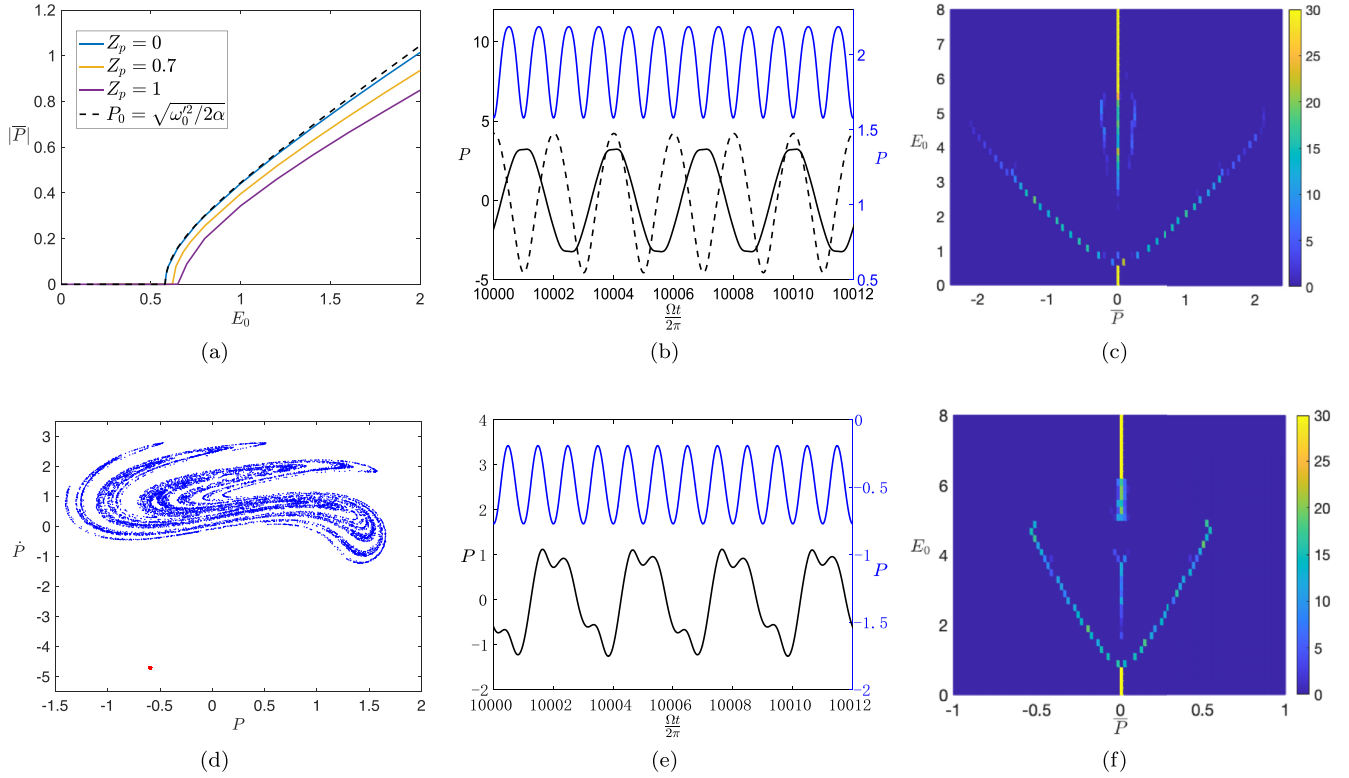 1.2
1
0.8
0.6
0.4
0.2
0
|P̅|
Z_p = 0
Z_p = 0.7
Z_p = 1
P_0 = √(ω_0′²/2α)
0 0.5 1 1.5 2
E_0
(a)
10
5
0
-5
P
2
1.5
1
0.5
P
10000 10002 10004 10006 10008 10010 10012
Ωt/2π
(b)
8
7
6
5
4
3
2
1
0
E_0
-2 -1 0 1 2
P̅
30
25
20
15
10
5
0
(c)
3
2
1
0
-1
-2
-3
-4
-5
Ṗ
-1.5 -1 -0.5 0 0.5 1 1.5 2
P
(d)
4
3
2
1
0
−1
−2
P
0
−0.5
−1
−1.5
−2
P
10000 10002 10004 10006 10008 10010 10012
Ωt/2π
(e)
8
6
4
2
0
E_0
-1 -0.5 0 0.5 1
P̅
30
25
20
15
10
5
0
(f)